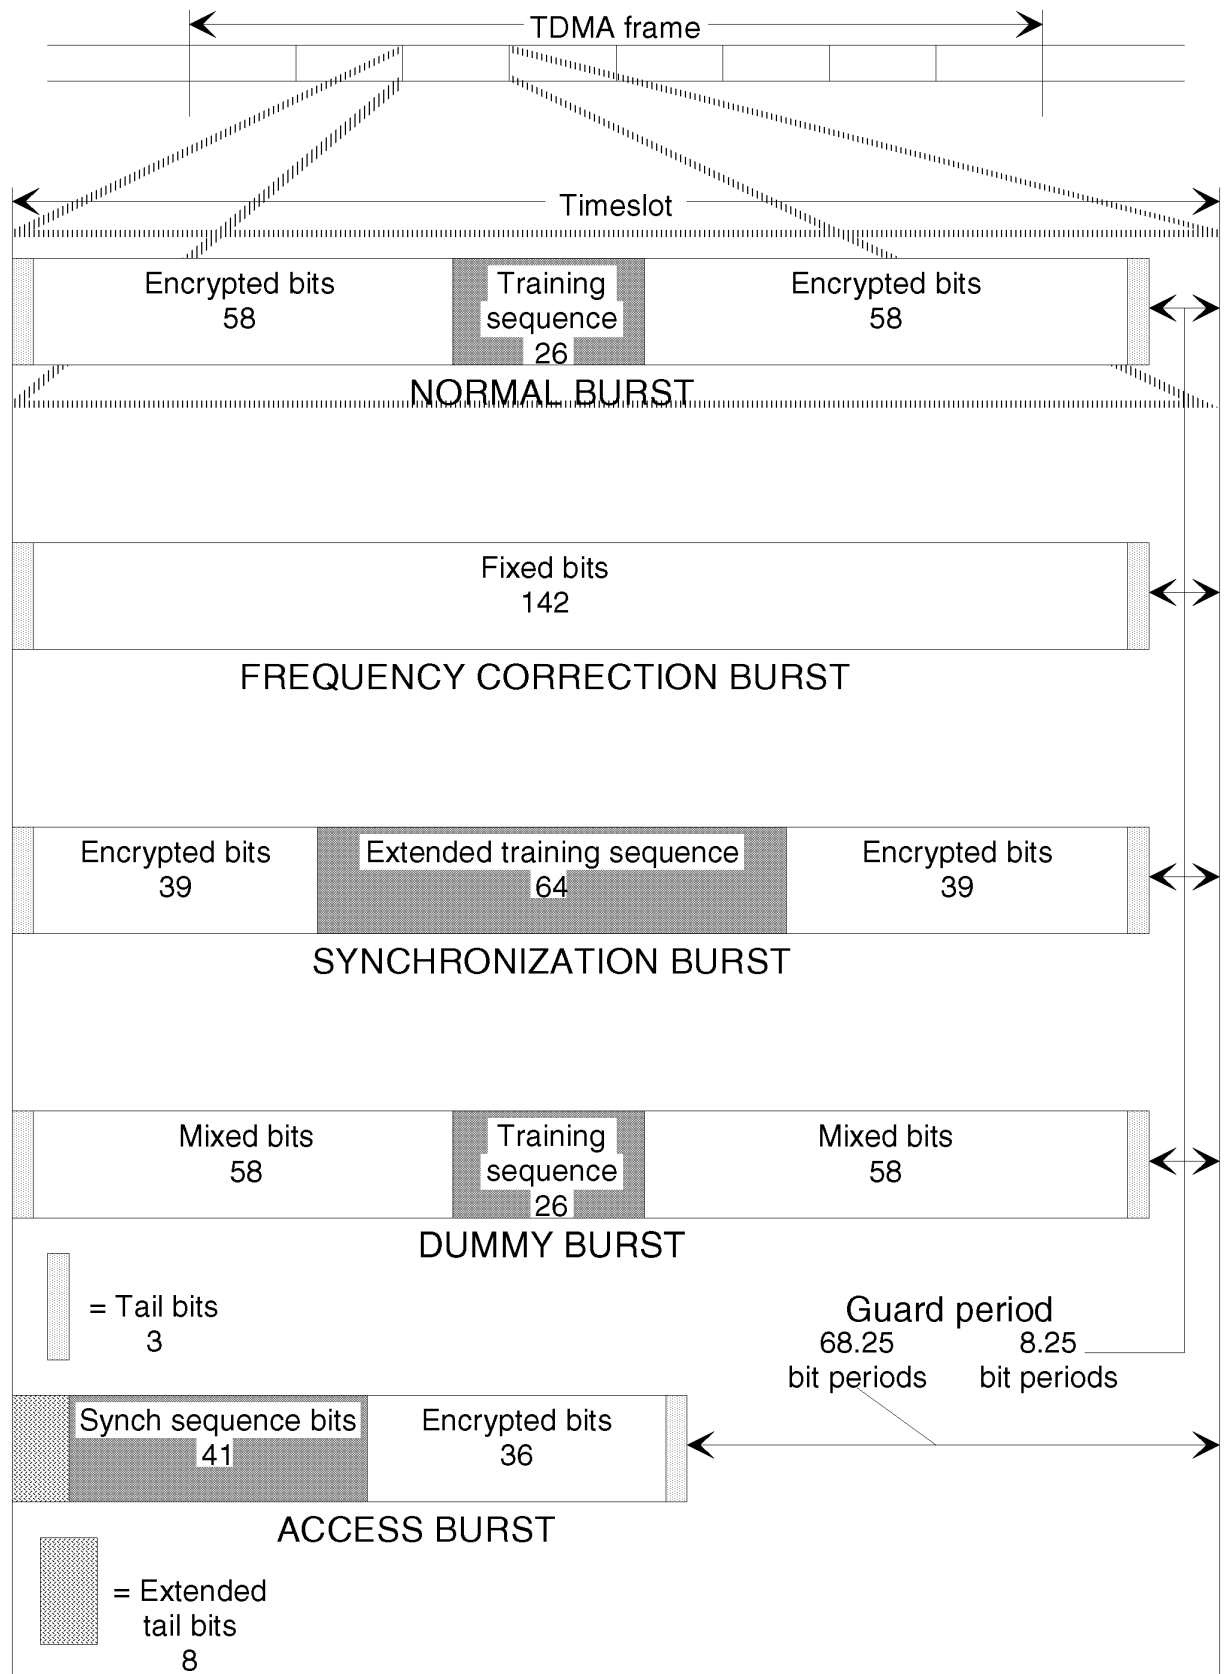 TDMA frame
Timeslot
Encrypted bits
58
Training
sequence
26
Encrypted bits
58
NORMAL BURST
Fixed bits
142
FREQUENCY CORRECTION BURST
Encrypted bits
39
Extended training sequence
64
Encrypted bits
39
SYNCHRONIZATION BURST
Mixed bits
58
Training
sequence
26
Mixed bits
58
DUMMY BURST
= Tail bits
3
Guard period
68.25
bit periods
8.25
bit periods
Synch sequence bits
41
Encrypted bits
36
ACCESS BURST
= Extended
tail bits
8